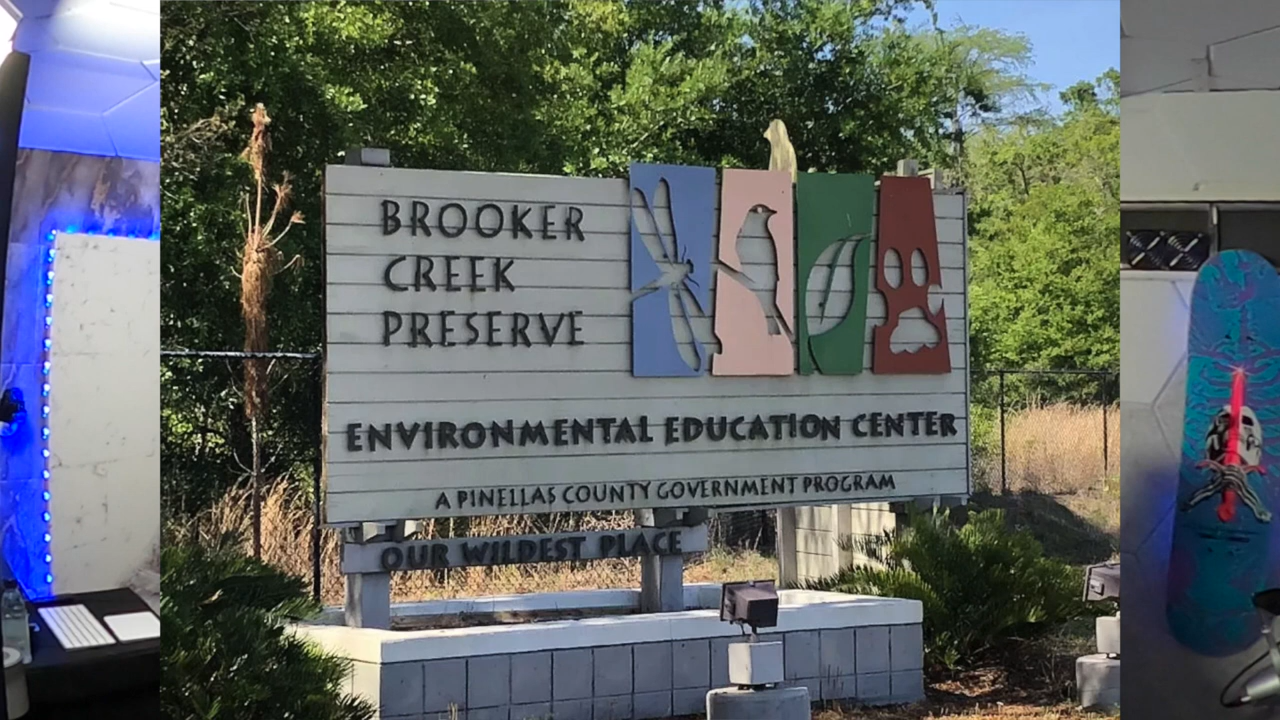 BROOKER
CREEK
PRESERVE
ENVIRONMENTAL EDUCATION CENTER
A PINELLAS COUNTY GOVERNMENT PROGRAM
OUR WILDEST PLACE